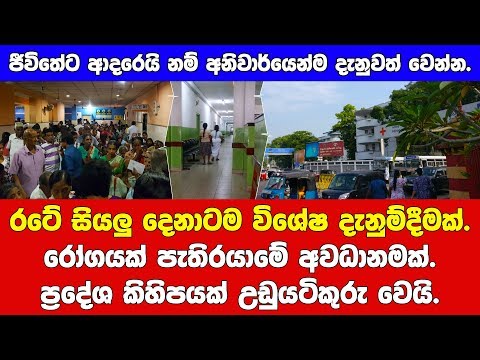 ජීවිතේට ආදරෙයි නම් අනිවාර්යෙන්ම දැනුවත් වෙන්න.
රටේ සියලු දෙනාටම විශේෂ දැනුම්දීමක්.
රෝගයක් පැතිරයාමේ අවධානමක්.
ප්‍රදේශ කිහිපයක් උඩුයටිකුරු වෙයි.